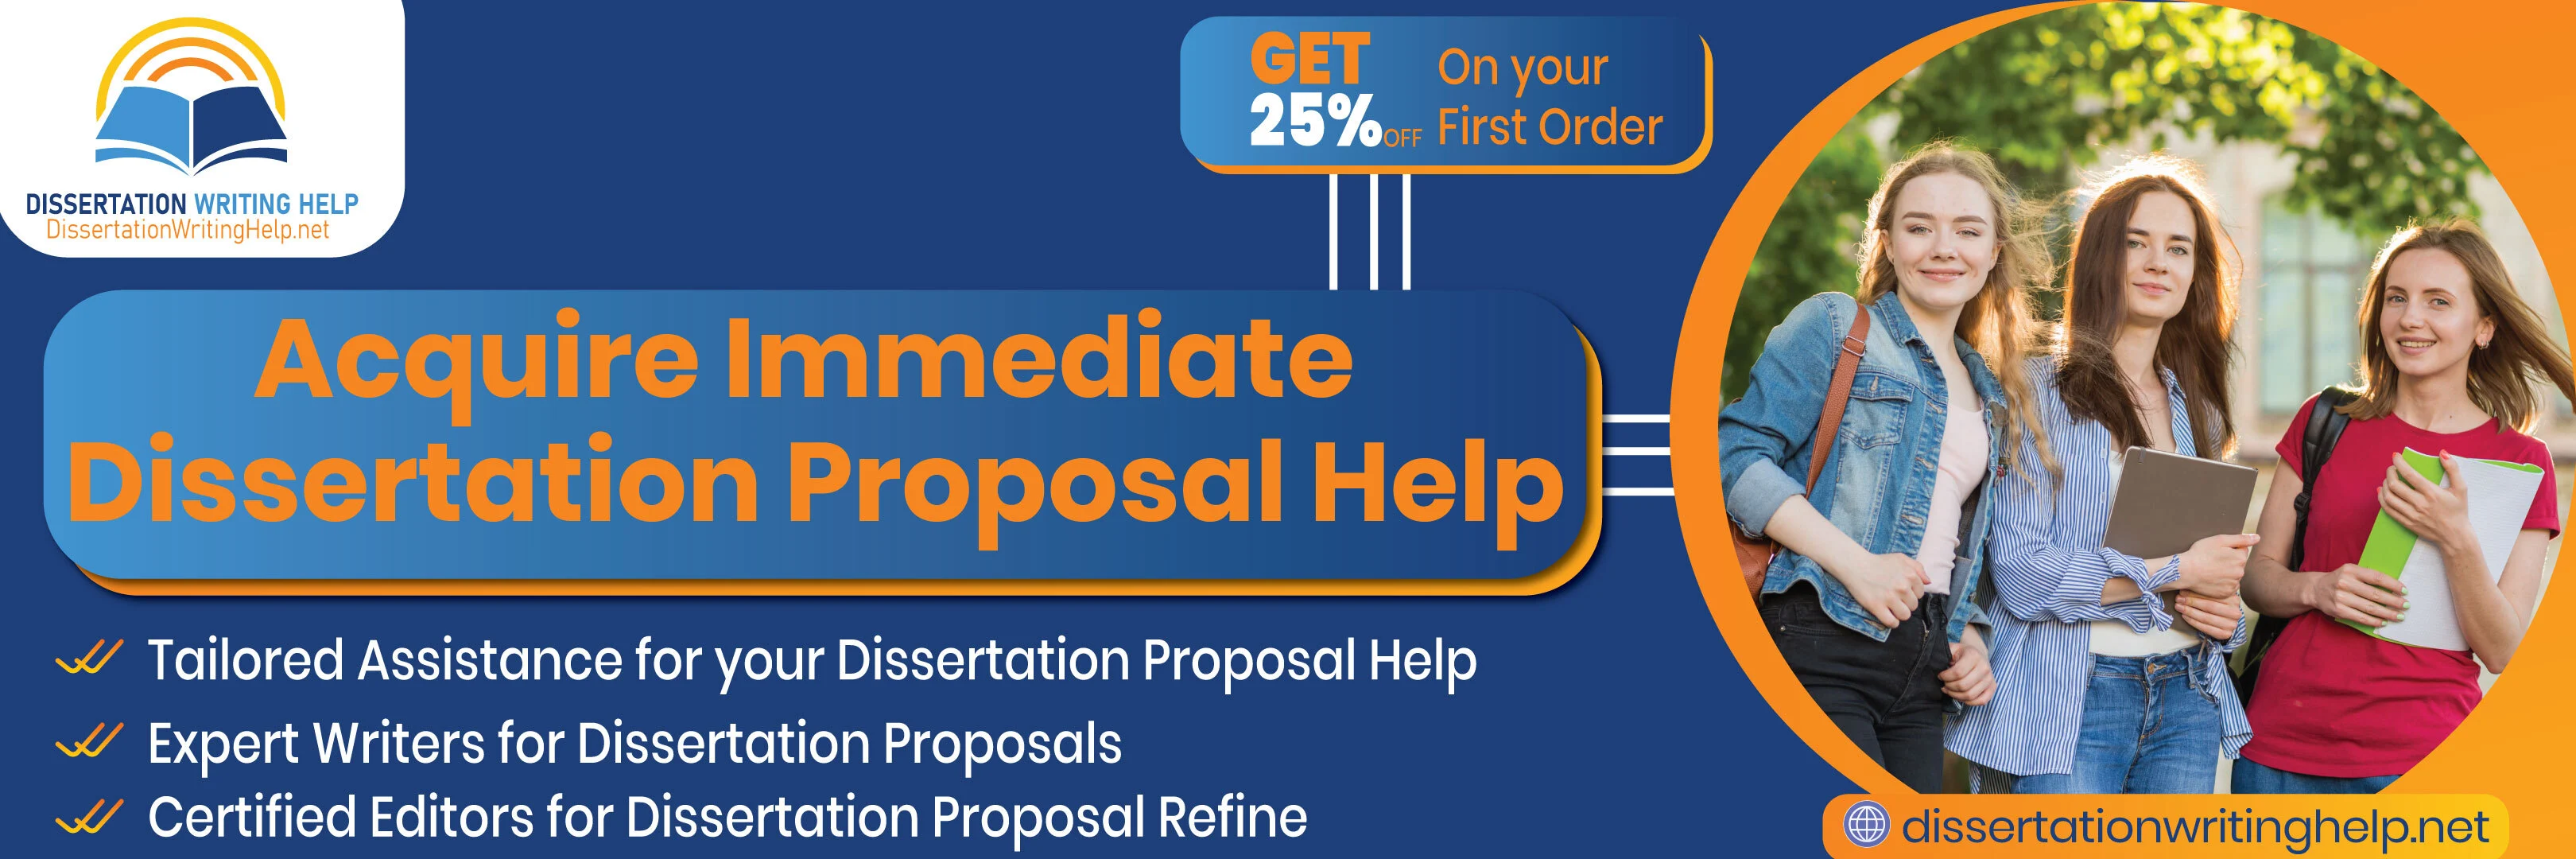 DISSERTATION WRITING HELP
DissertationWritingHelp.net
GET
25% OFF
On your
First Order
Acquire Immediate
Dissertation Proposal Help
Tailored Assistance for your Dissertation Proposal Help
Expert Writers for Dissertation Proposals
Certified Editors for Dissertation Proposal Refine
dissertationwritinghelp.net